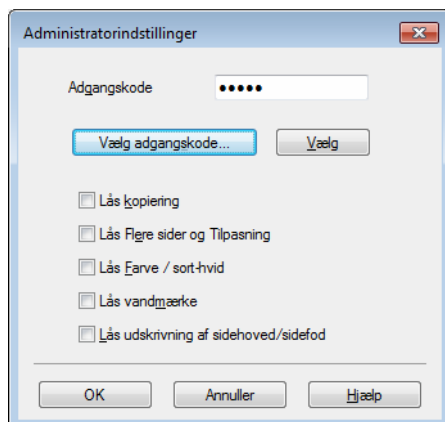 Administratorindstillinger
Adgangskode •••••
Vælg adgangskode... Vælg
Lås kopiering
Lås Flere sider og Tilpasning
Lås Farve / sort-hvid
Lås vandmærke
Lås udskrivning af sidehoved/sidefod
OK Annuller Hjælp